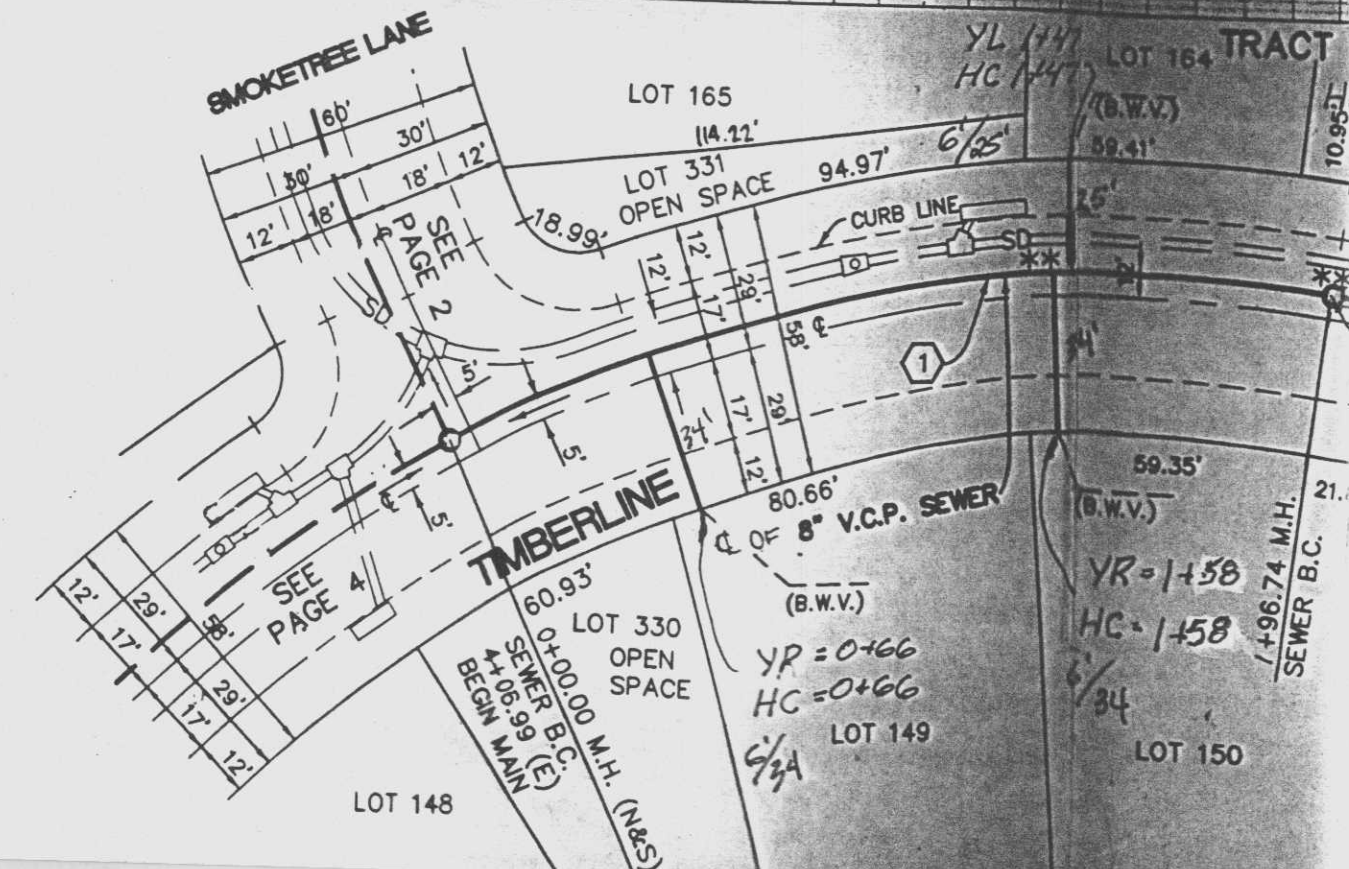 SMOKETREE LANE
60'
30'
30'
12'
18'
18'
12'
SEE
PAGE 2
SD
5'
LOT 165
114.22'
LOT 331
OPEN SPACE
94.97'
18.99'
6'/25'
YL 1+47
HC 1+47
LOT 164
TRACT
(B.W.V.)
59.41'
10.95'
CURB LINE
SD
**
25'
12'
**
12'
12'
17'
29'
58'
℄
1
34'
17'
29'
12'
34'
5'
℄
5'
TIMBERLINE
80.66'
℄ OF 8" V.C.P. SEWER
(B.W.V.)
59.35'
(B.W.V.)
21.
YR = 1+58
HC = 1+58
6'/34
1+96.74 M.H.
SEWER B.C.
SEE
PAGE 4
12'
29'
58'
17'
29'
17'
12'
60.93'
0+00.00 M.H. (N&S)
SEWER B.C.
4+06.99 (E)
BEGIN MAIN
LOT 330
OPEN
SPACE
YR = 0+66
HC = 0+66
6'/34
LOT 149
LOT 150
LOT 148